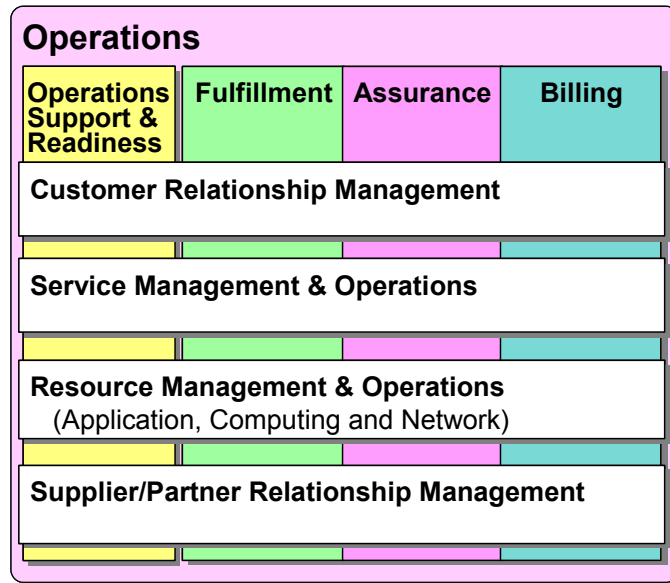 Operations
Operations
Support &
Readiness
Fulfillment
Assurance
Billing
Customer Relationship Management
Service Management & Operations
Resource Management & Operations
(Application, Computing and Network)
Supplier/Partner Relationship Management